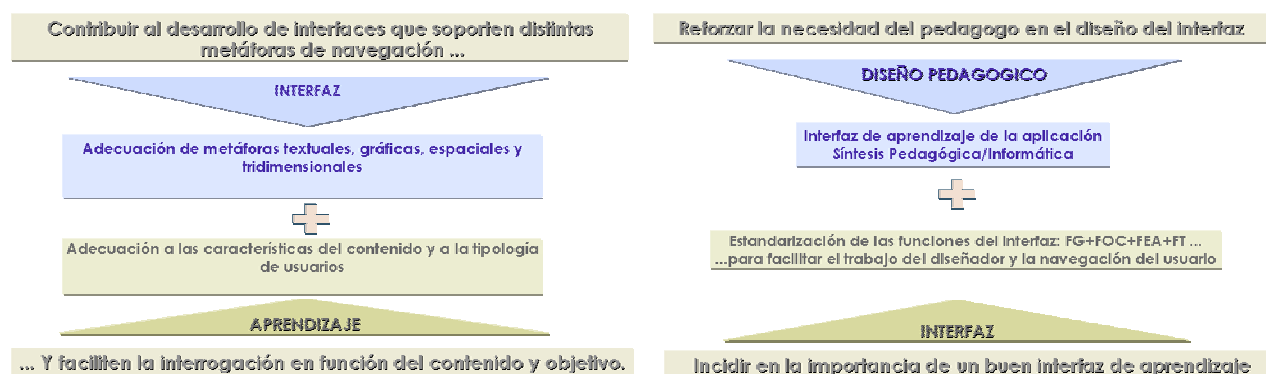 Contribuir al desarrollo de interfaces que soporten distintas
metáforas de navegación ...
INTERFAZ
Adecuación de metáforas textuales, gráficas, espaciales y
tridimensionales
Adecuación a las características del contenido y a la tipología
de usuarios
APRENDIZAJE
... Y faciliten la interrogación en función del contenido y objetivo.
Reforzar la necesidad del pedagogo en el diseño del interfaz
DISEÑO PEDAGOGICO
Interfaz de aprendizaje de la aplicación
Síntesis Pedagógica/Informática
Estandarización de las funciones del interfaz: FG+FOC+FEA+FT ...
...para facilitar el trabajo del diseñador y la navegación del usuario
INTERFAZ
Incidir en la importancia de un buen interfaz de aprendizaje